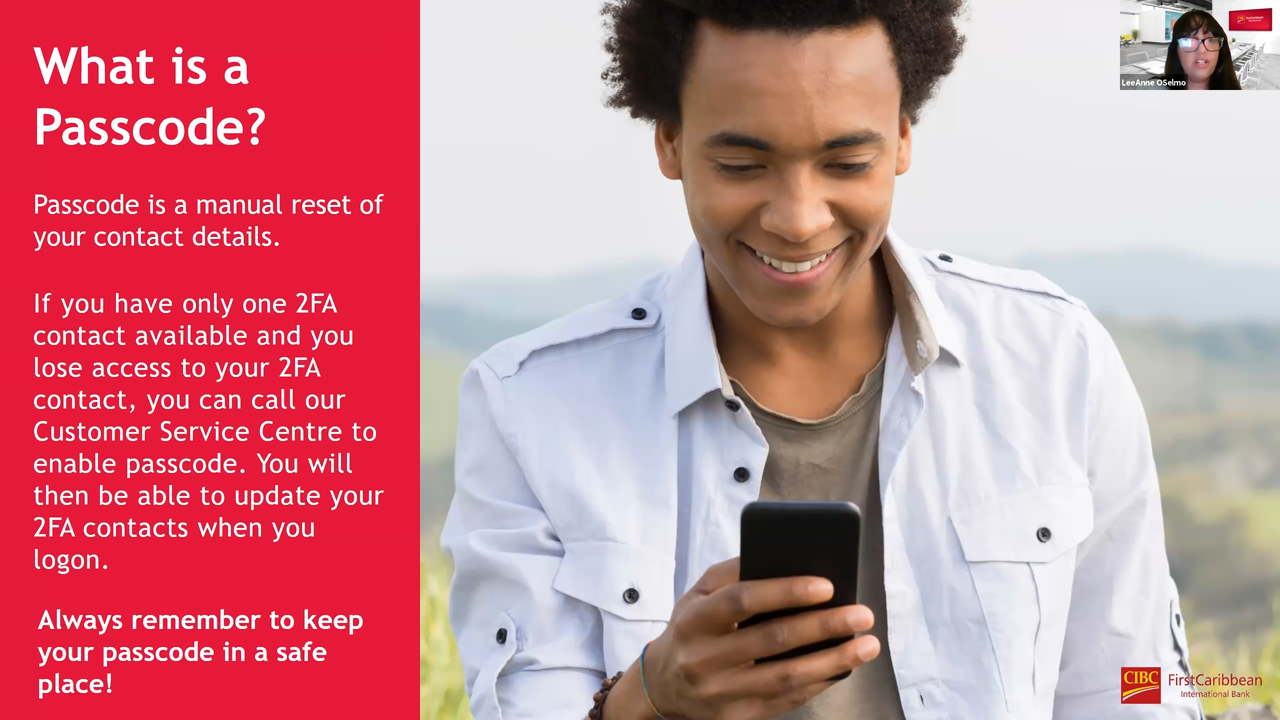 What is a
Passcode?
Passcode is a manual reset of
your contact details.
If you have only one 2FA
contact available and you
lose access to your 2FA
contact, you can call our
Customer Service Centre to
enable passcode. You will
then be able to update your
2FA contacts when you
logon.
Always remember to keep
your passcode in a safe
place!
LeeAnne OSelmo
CIBC
FirstCaribbean
International Bank